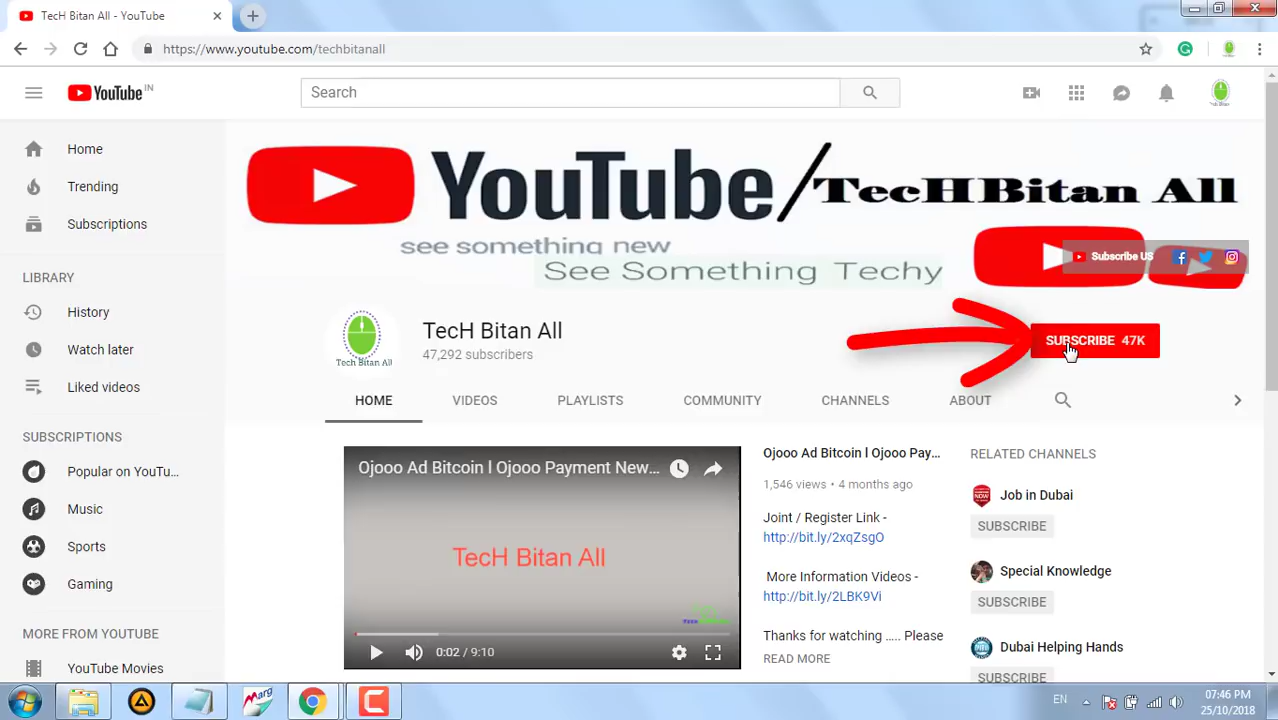 TecH Bitan All - YouTube
https://www.youtube.com/techbitanall
YouTube IN
Search
Tech Bitan
Home
Trending
Subscriptions
LIBRARY
History
Watch later
Liked videos
SUBSCRIPTIONS
Popular on YouTu...
Music
Sports
Gaming
MORE FROM YOUTUBE
YouTube Movies
YouTube/TecHBitan All
see something new
See Something Techy
Subscribe US
Tech Bitan All
TecH Bitan All
47,292 subscribers
SUBSCRIBE 47K
HOME
VIDEOS
PLAYLISTS
COMMUNITY
CHANNELS
ABOUT
Ojooo Ad Bitcoin l Ojooo Payment New...
TecH Bitan All
0:02 / 9:10
Ojooo Ad Bitcoin l Ojooo Pay...
1,546 views • 4 months ago
Joint / Register Link -
http://bit.ly/2xqZsgO
More Information Videos -
http://bit.ly/2LBK9Vi
Thanks for watching ..... Please
READ MORE
RELATED CHANNELS
Job in Dubai
SUBSCRIBE
Special Knowledge
SUBSCRIBE
Dubai Helping Hands
SUBSCRIBE
Marg
EN
07:46 PM
25/10/2018